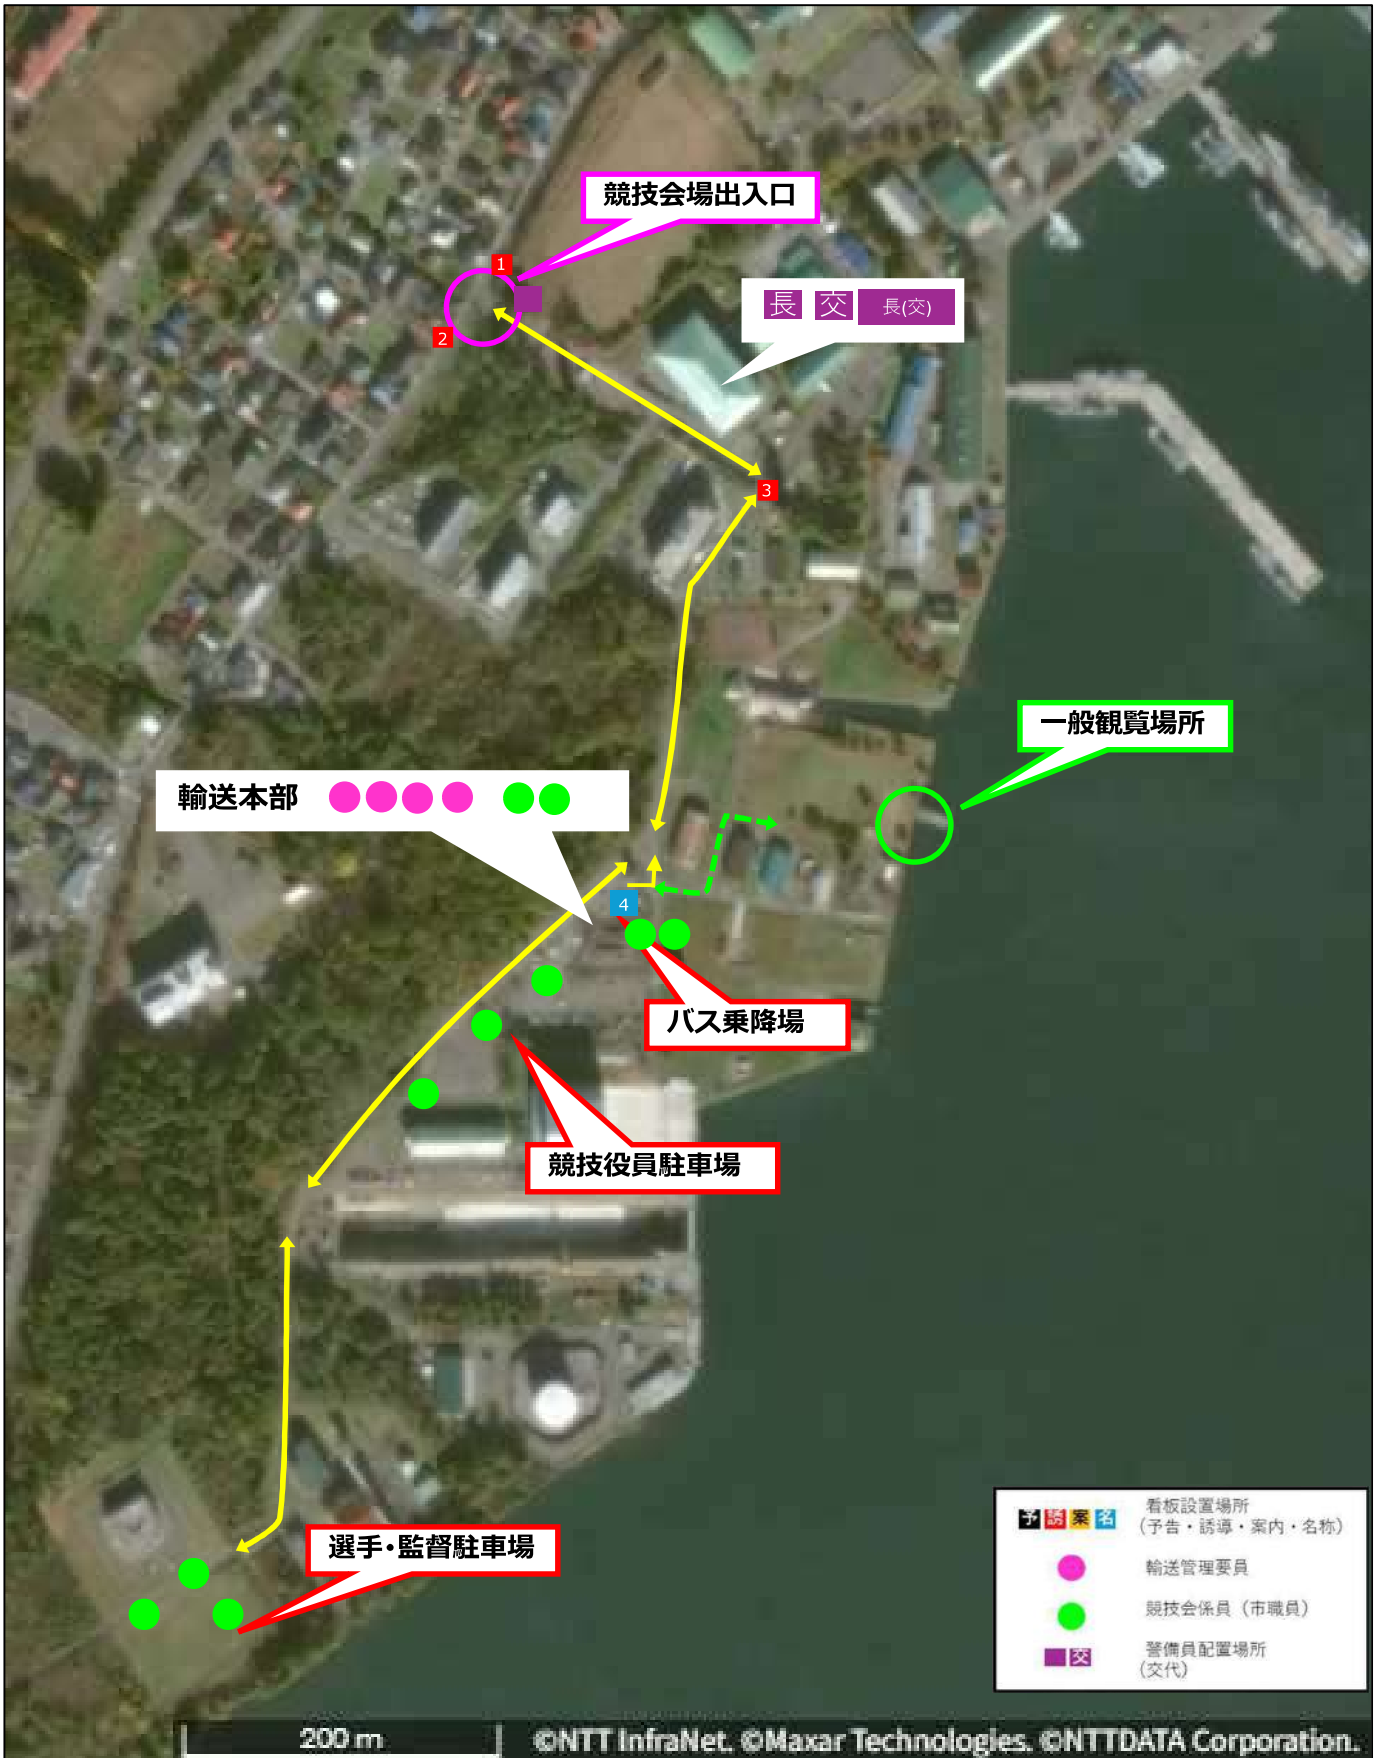 競技会場出入口
1
長 交 長(交)
2
3
一般観覧場所
輸送本部
4
バス乗降場
競技役員駐車場
選手・監督駐車場
予 誘 案 名
看板設置場所
(予告・誘導・案内・名称)
輸送管理要員
競技会係員（市職員）
交
警備員配置場所
(交代)
200 m
©NTT InfraNet. ©Maxar Technologies. ©NTTDATA Corporation.